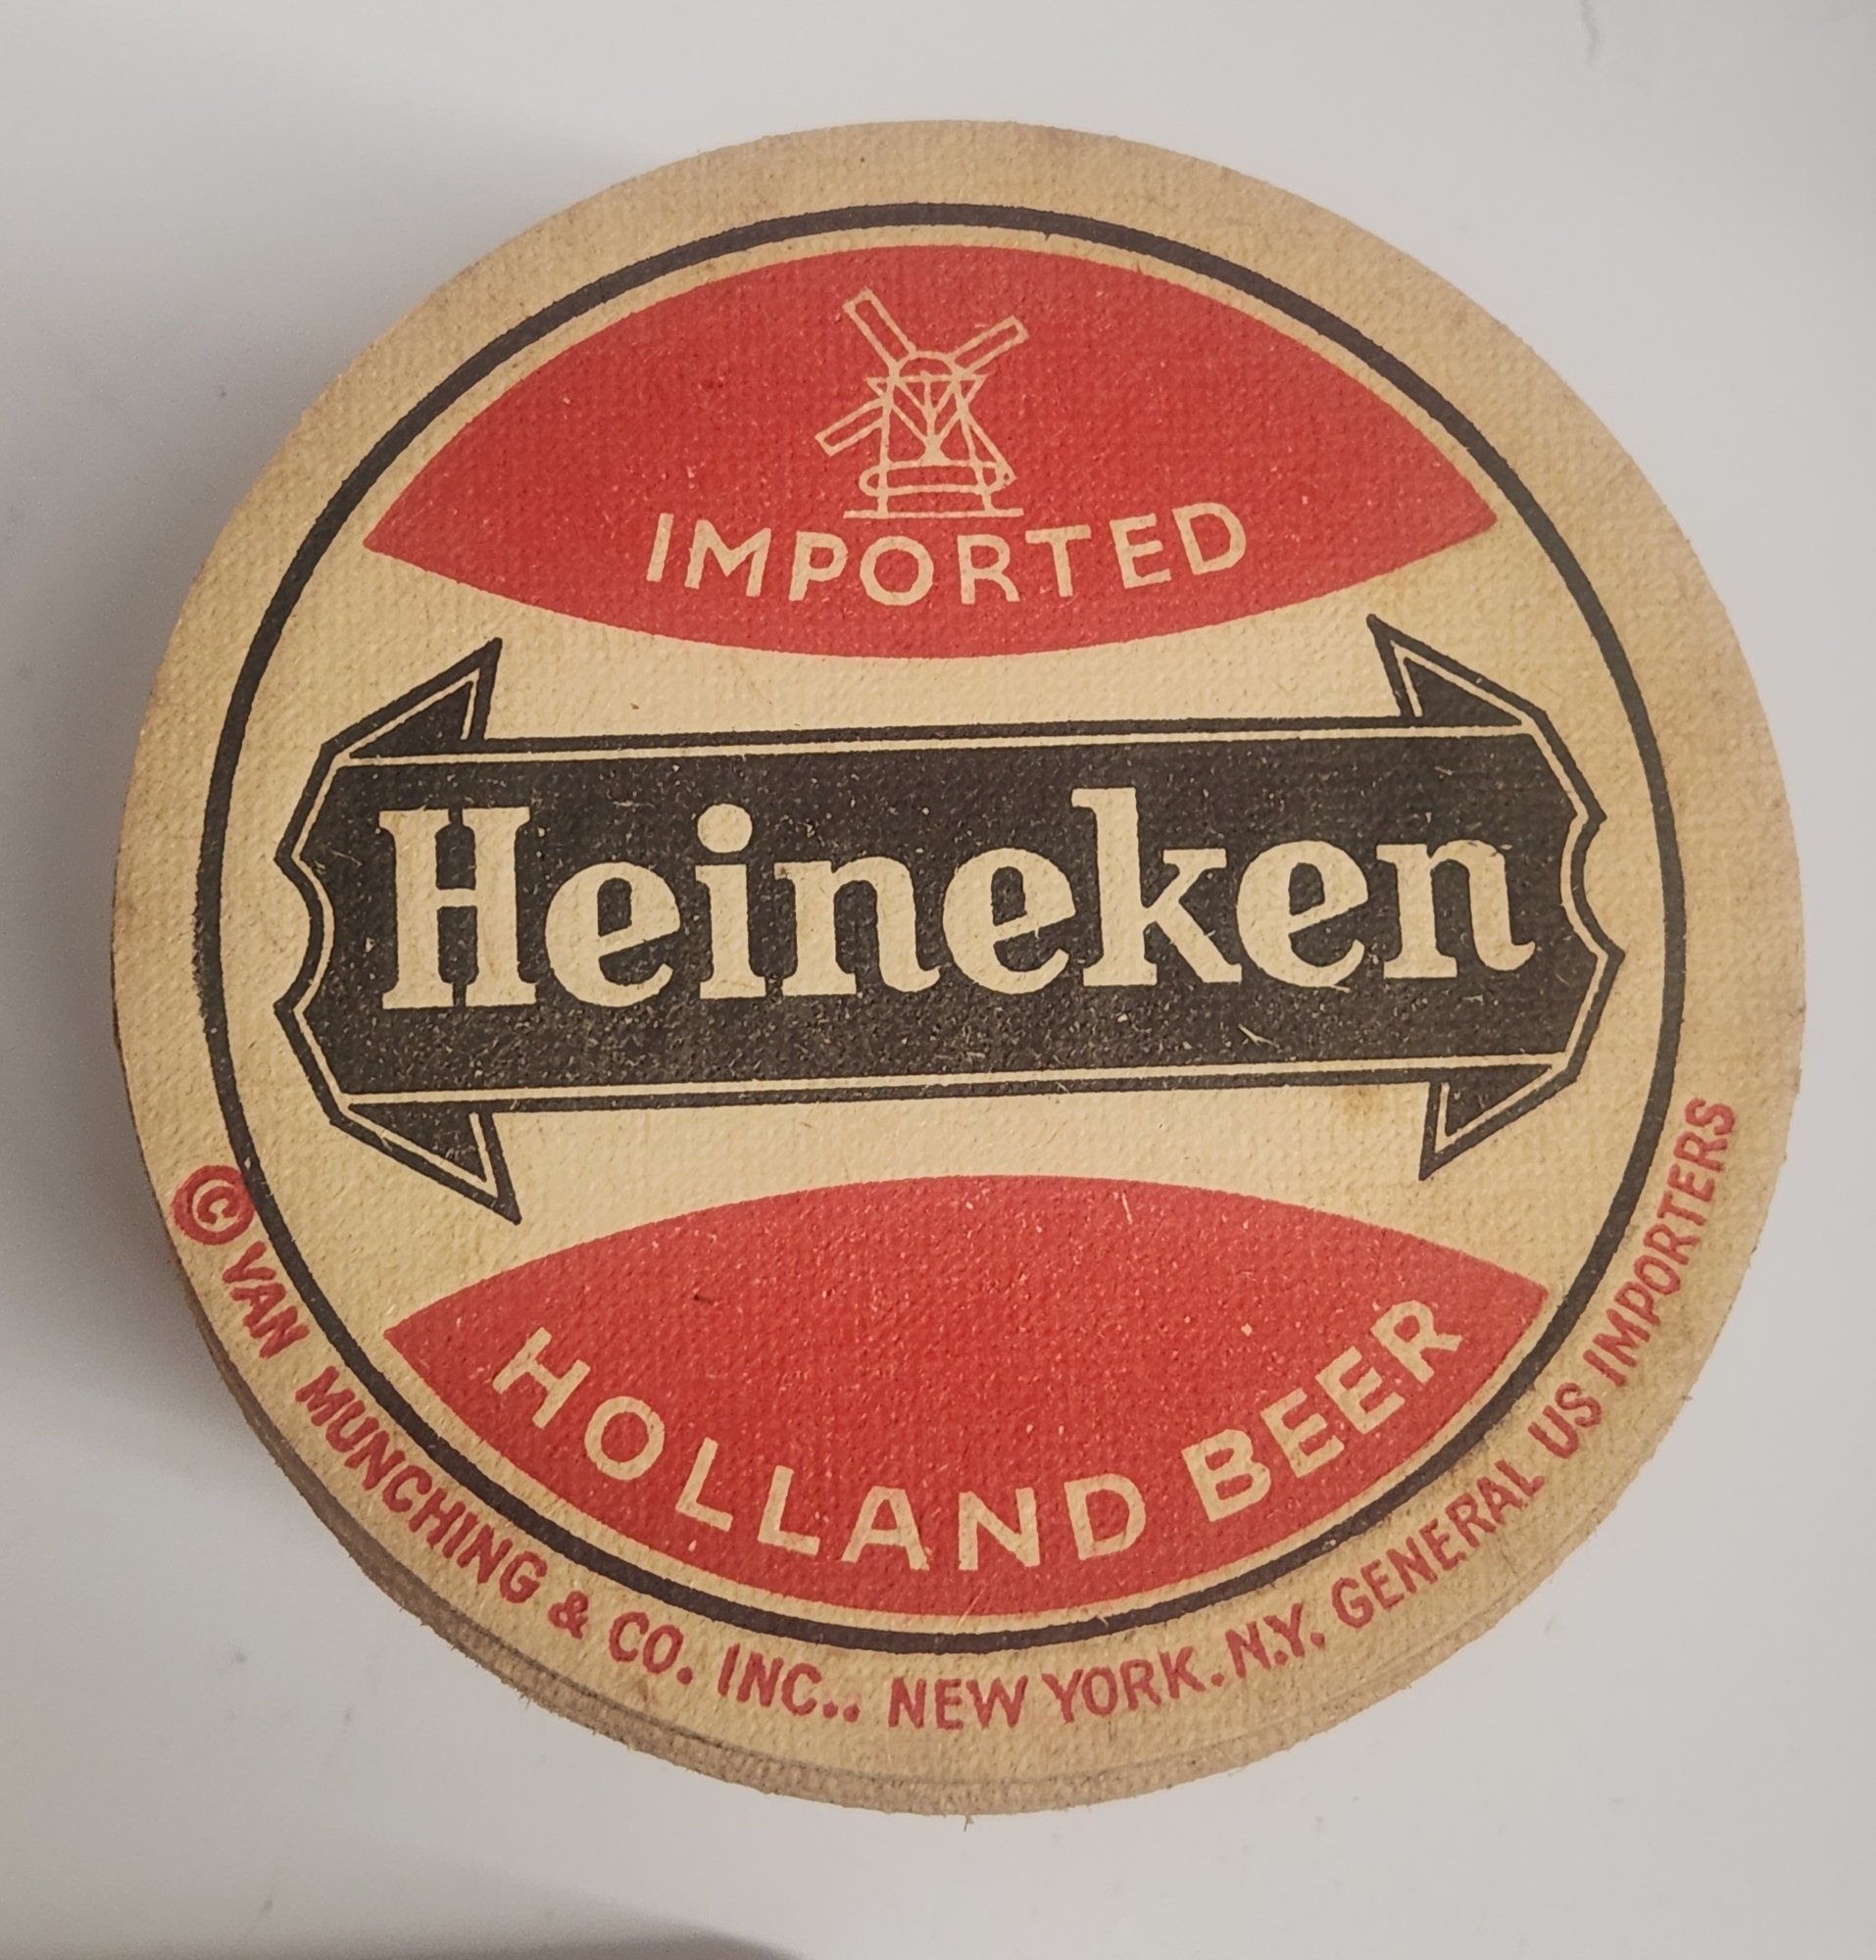 IMPORTED
Heineken
HOLLAND BEER
© VAN MUNCHING & CO. INC.. NEW YORK. N.Y. GENERAL US IMPORTERS